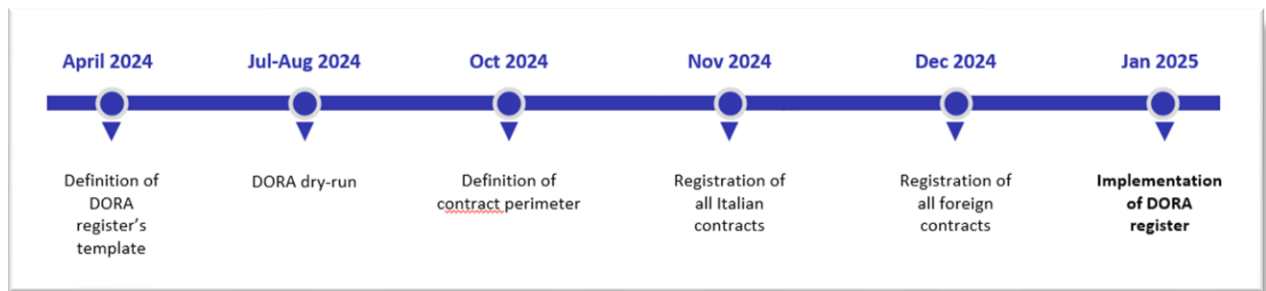 April 2024
Jul-Aug 2024
Oct 2024
Nov 2024
Dec 2024
Jan 2025
Definition of
DORA
register's
template
DORA dry-run
Definition of
contract perimeter
Registration of
all Italian
contracts
Registration of
all foreign
contracts
Implementation
of DORA
register